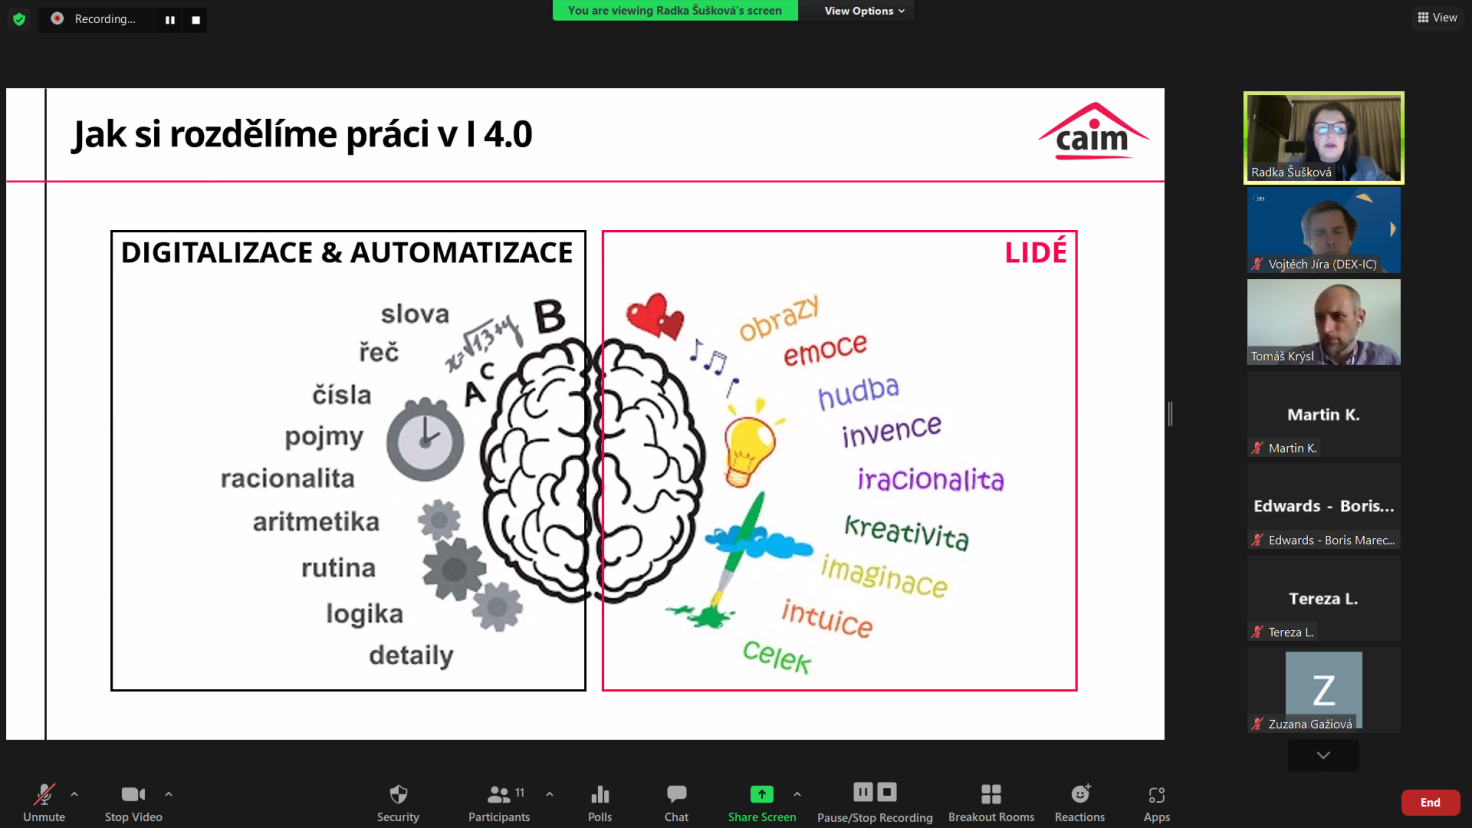 Recording...
You are viewing Radka Šušková's screen
View Options
View
Jak si rozdělíme práci v I 4.0
caim
DIGITALIZACE & AUTOMATIZACE
slova
řeč
čísla
pojmy
racionalita
aritmetika
rutina
logika
detaily
B
x=√1,3+y
C
A
LIDÉ
obrazy
emoce
hudba
invence
iracionalita
kreativita
imaginace
intuice
celek
Radka Šušková
Vojtěch Jíra (DEX-IC)
Tomáš Krýsl
Martin K.
Martin K.
Edwards - Boris...
Edwards - Boris Marec...
Tereza L.
Tereza L.
Z
Zuzana Gažiová
Unmute
Stop Video
Security
Participants
11
Polls
Chat
Share Screen
Pause/Stop Recording
Breakout Rooms
Reactions
Apps
End